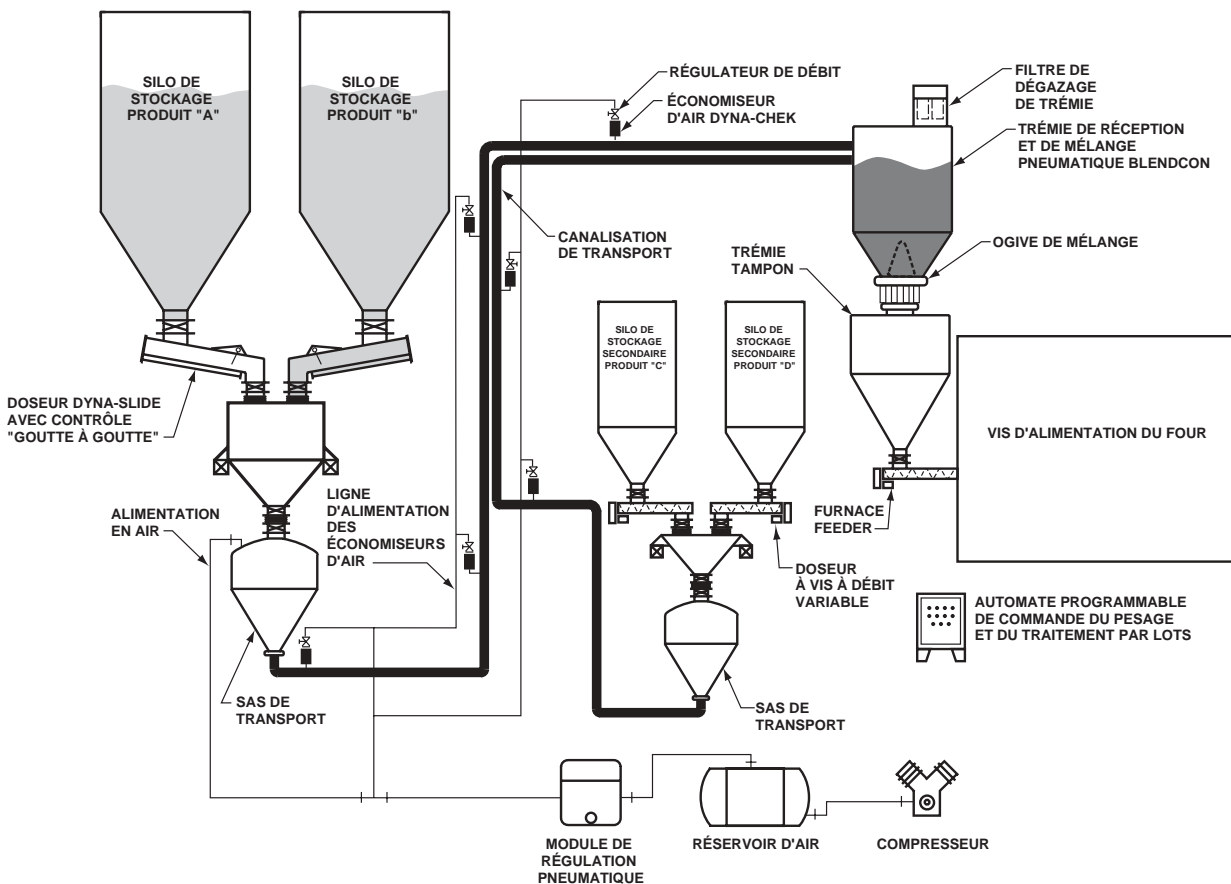 SILO DE
STOCKAGE
PRODUIT "A"
SILO DE
STOCKAGE
PRODUIT "b"
RÉGULATEUR DE DÉBIT
ÉCONOMISEUR
D'AIR DYNA-CHEK
FILTRE DE
DÉGAZAGE
DE TRÉMIE
TRÉMIE DE RÉCEPTION
ET DE MÉLANGE
PNEUMATIQUE BLENDCON
CANALISATION
DE TRANSPORT
OGIVE DE MÉLANGE
TRÉMIE
TAMPON
SILO DE
STOCKAGE
SECONDAIRE
PRODUIT "C"
SILO DE
STOCKAGE
SECONDAIRE
PRODUIT "D"
DOSEUR DYNA-SLIDE
AVEC CONTRÔLE
"GOUTTE À GOUTTE"
VIS D'ALIMENTATION DU FOUR
ALIMENTATION
EN AIR
LIGNE
D'ALIMENTATION
DES
ÉCONOMISEURS
D'AIR
FURNACE
FEEDER
DOSEUR
À VIS À DÉBIT
VARIABLE
AUTOMATE PROGRAMMABLE
DE COMMANDE DU PESAGE
ET DU TRAITEMENT PAR LOTS
SAS DE
TRANSPORT
SAS DE
TRANSPORT
MODULE DE
RÉGULATION
PNEUMATIQUE
RÉSERVOIR D'AIR
COMPRESSEUR